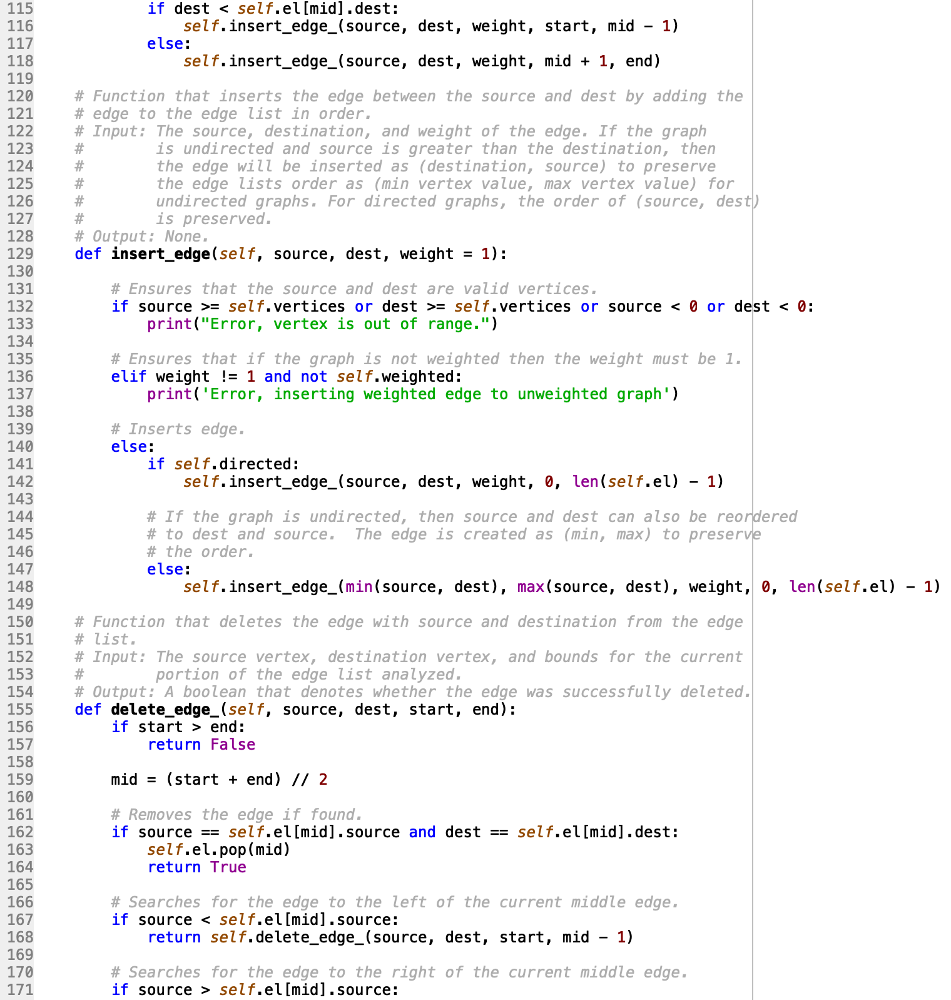 115             if dest < self.el[mid].dest:
116                 self.insert_edge_(source, dest, weight, start, mid - 1)
117             else:
118                 self.insert_edge_(source, dest, weight, mid + 1, end)
119
120     # Function that inserts the edge between the source and dest by adding the
121     # edge to the edge list in order.
122     # Input: The source, destination, and weight of the edge. If the graph
123     #        is undirected and source is greater than the destination, then
124     #        the edge will be inserted as (destination, source) to preserve
125     #        the edge lists order as (min vertex value, max vertex value) for
126     #        undirected graphs. For directed graphs, the order of (source, dest)
127     #        is preserved.
128     # Output: None.
129     def insert_edge(self, source, dest, weight = 1):
130
131         # Ensures that the source and dest are valid vertices.
132         if source >= self.vertices or dest >= self.vertices or source < 0 or dest < 0:
133             print("Error, vertex is out of range.")
134
135         # Ensures that if the graph is not weighted then the weight must be 1.
136         elif weight != 1 and not self.weighted:
137             print('Error, inserting weighted edge to unweighted graph')
138
139         # Inserts edge.
140         else:
141             if self.directed:
142                 self.insert_edge_(source, dest, weight, 0, len(self.el) - 1)
143
144             # If the graph is undirected, then source and dest can also be reordered
145             # to dest and source.  The edge is created as (min, max) to preserve
146             # the order.
147             else:
148                 self.insert_edge_(min(source, dest), max(source, dest), weight, 0, len(self.el) - 1)
149
150     # Function that deletes the edge with source and destination from the edge
151     # list.
152     # Input: The source vertex, destination vertex, and bounds for the current
153     #        portion of the edge list analyzed.
154     # Output: A boolean that denotes whether the edge was successfully deleted.
155     def delete_edge_(self, source, dest, start, end):
156         if start > end:
157             return False
158
159         mid = (start + end) // 2
160
161         # Removes the edge if found.
162         if source == self.el[mid].source and dest == self.el[mid].dest:
163             self.el.pop(mid)
164             return True
165
166         # Searches for the edge to the left of the current middle edge.
167         if source < self.el[mid].source:
168             return self.delete_edge_(source, dest, start, mid - 1)
169
170         # Searches for the edge to the right of the current middle edge.
171         if source > self.el[mid].source: